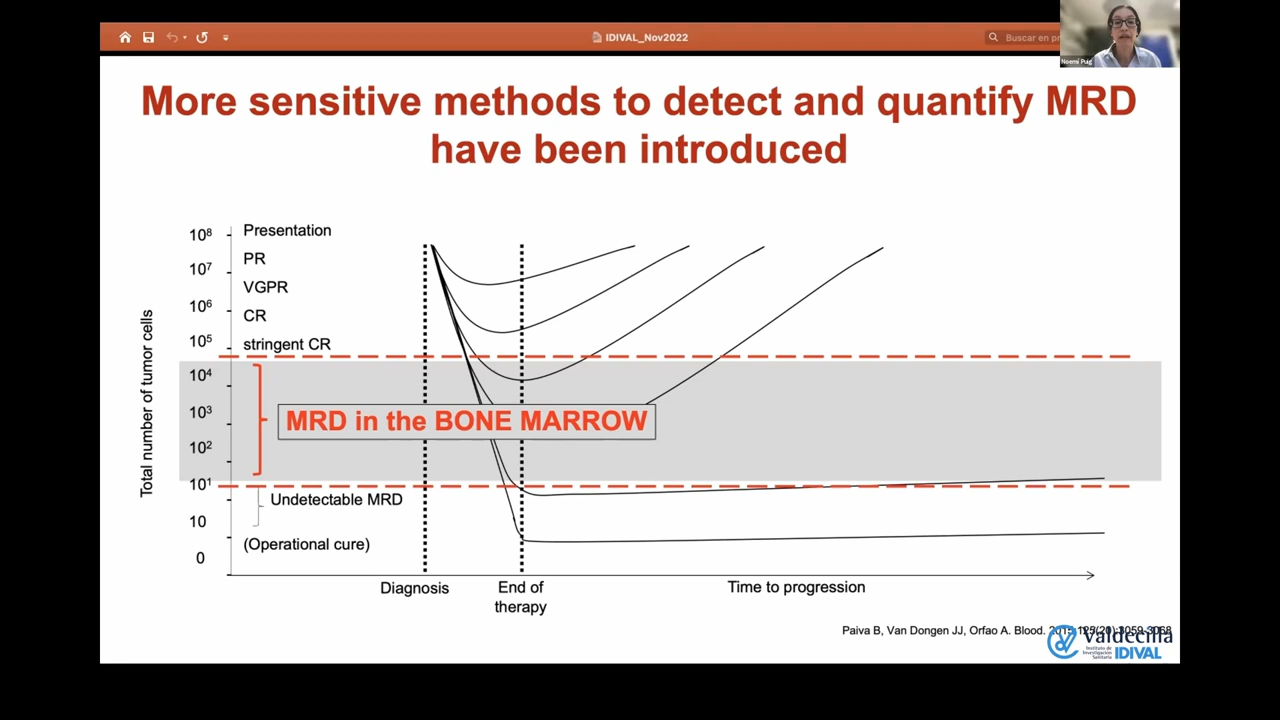 IDIVAL_Nov2022
Buscar en pr
Noemí Puig
More sensitive methods to detect and quantify MRD
have been introduced
Total number of tumor cells
10⁸
Presentation
PR
10⁷
VGPR
10⁶
CR
10⁵
stringent CR
10⁴
10³
MRD in the BONE MARROW
10²
10¹
Undetectable MRD
10
(Operational cure)
0
Diagnosis
End of
therapy
Time to progression
Paiva B, Van Dongen JJ, Orfao A. Blood. 2015;125(20):3059-3068
Valdecilla
Instituto de
Investigación
Sanitaria
IDIVAL